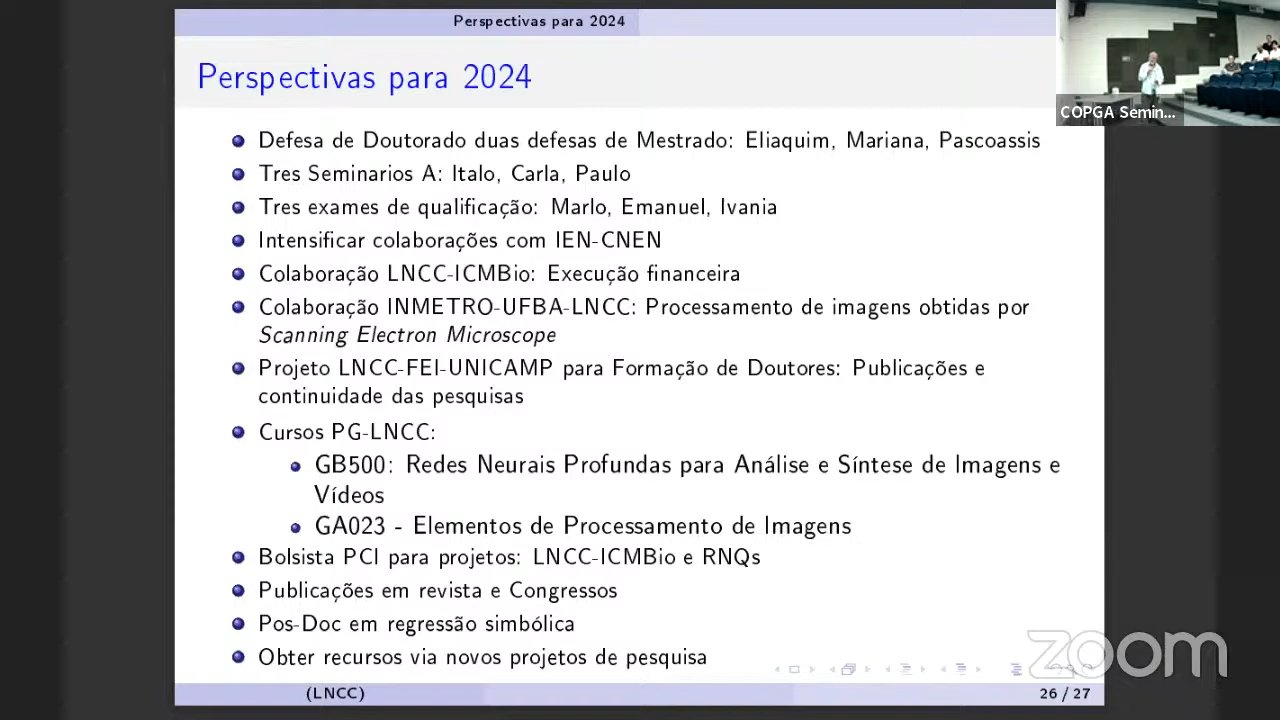 Perspectivas para 2024
Perspectivas para 2024
COPGA Semin...
Defesa de Doutorado duas defesas de Mestrado: Eliaquim, Mariana, Pascoassis
Tres Seminarios A: Italo, Carla, Paulo
Tres exames de qualificação: Marlo, Emanuel, Ivania
Intensificar colaborações com IEN-CNEN
Colaboração LNCC-ICMBio: Execução financeira
Colaboração INMETRO-UFBA-LNCC: Processamento de imagens obtidas por
Scanning Electron Microscope
Projeto LNCC-FEI-UNICAMP para Formação de Doutores: Publicações e
continuidade das pesquisas
Cursos PG-LNCC:
GB500: Redes Neurais Profundas para Análise e Síntese de Imagens e
Vídeos
GA023 - Elementos de Processamento de Imagens
Bolsista PCI para projetos: LNCC-ICMBio e RNQs
Publicações em revista e Congressos
Pos-Doc em regressão simbólica
Obter recursos via novos projetos de pesquisa
zoom
(LNCC)
26 / 27